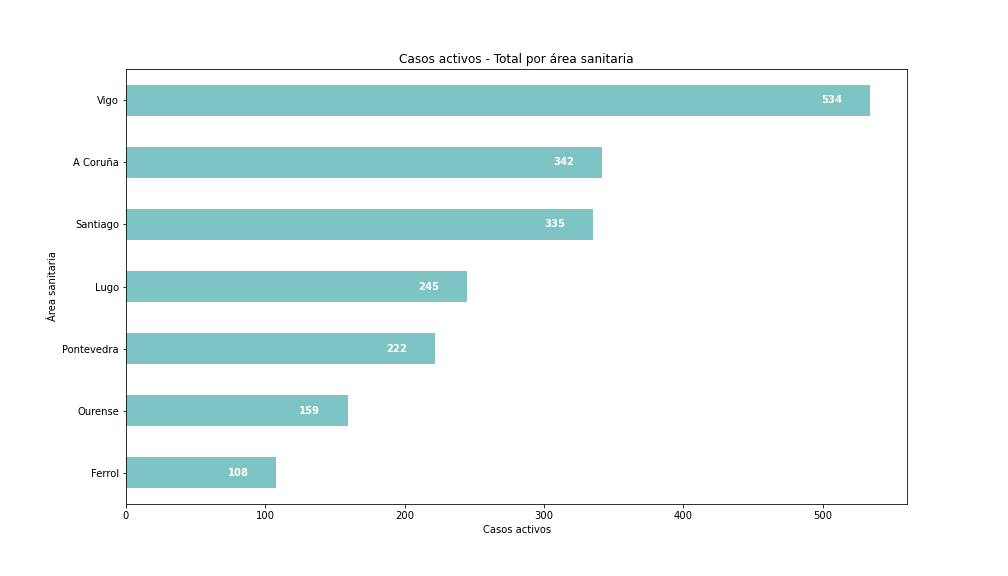 Casos activos - Total por área sanitaria
Vigo
534
A Coruña
342
Santiago
335
Área sanitaria
Lugo
245
Pontevedra
222
Ourense
159
Ferrol
108
0 100 200 300 400 500
Casos activos